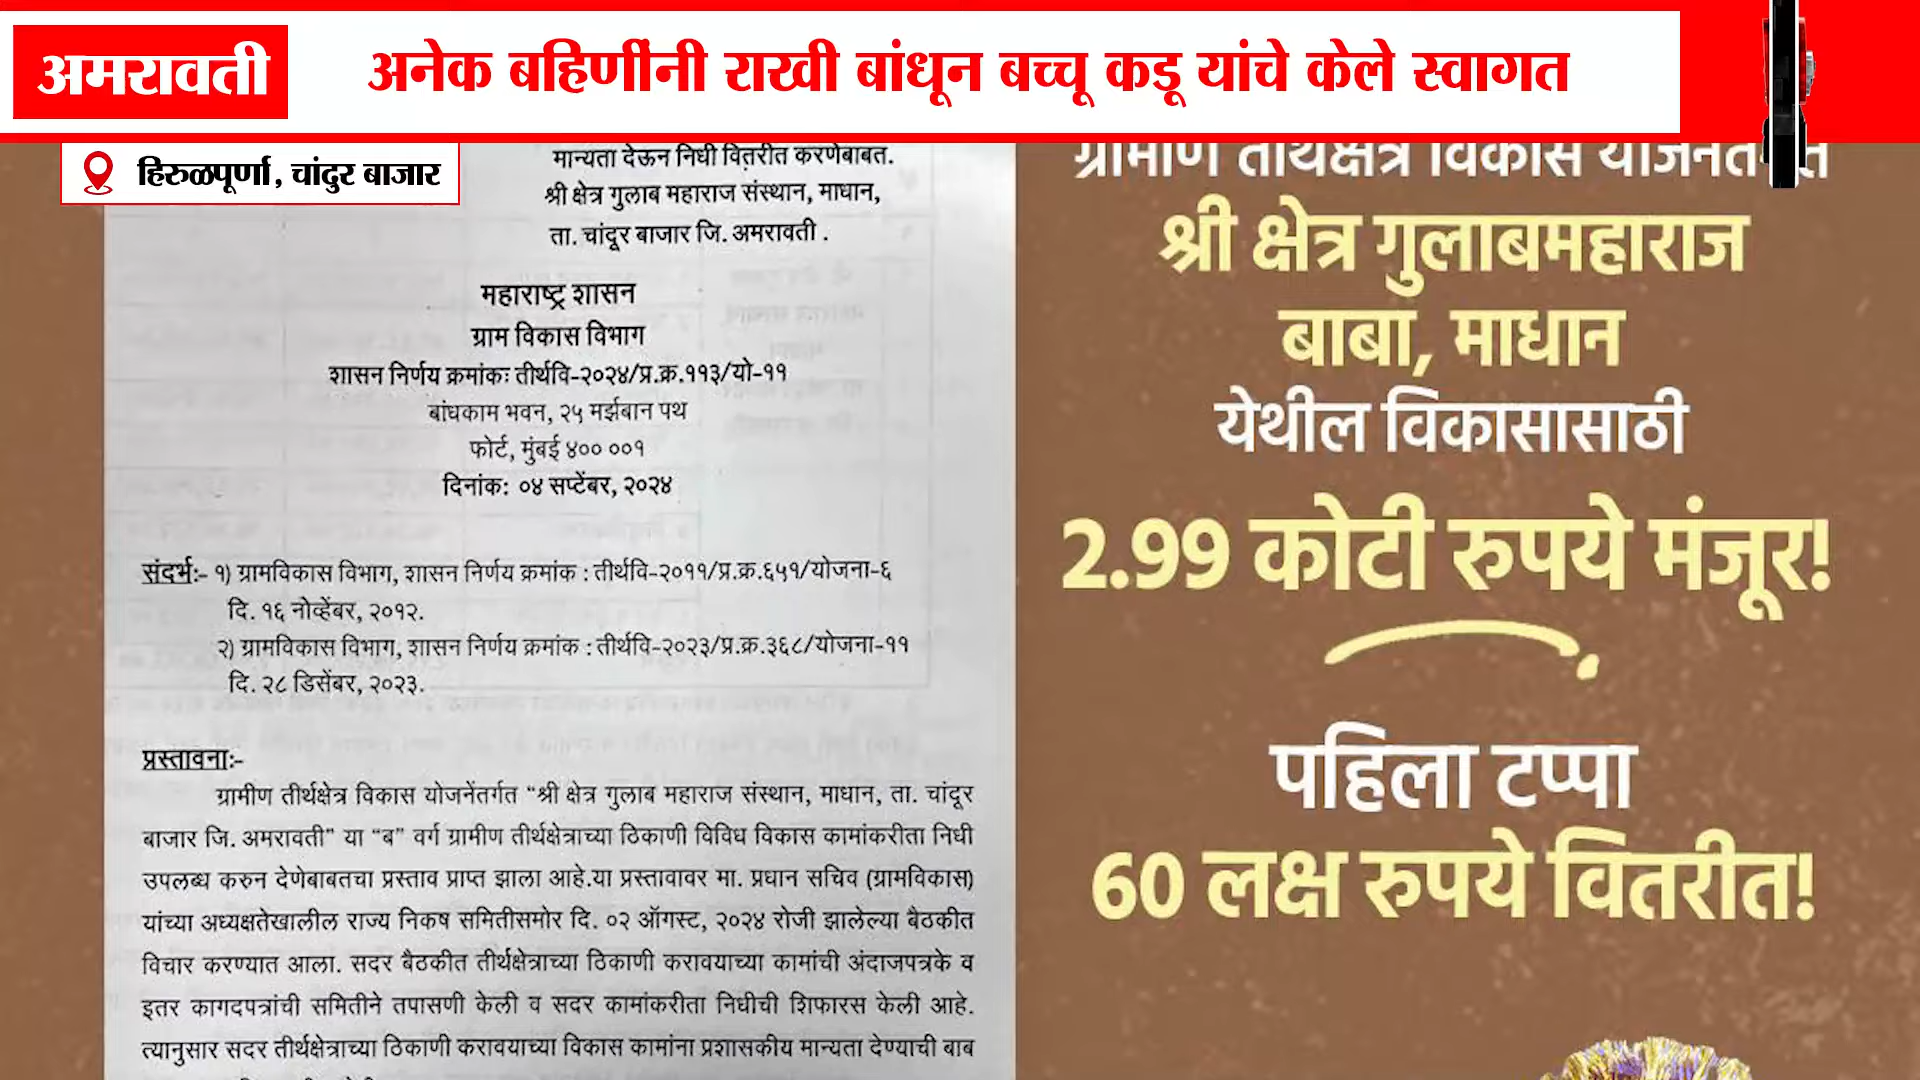 अमरावती
अनेक बहिणींनी राखी बांधून बच्चू कडू यांचे केले स्वागत
हिरुळपूर्णा, चांदुर बाजार
मान्यता देऊन निधी वितरीत करणेबाबत.
श्री क्षेत्र गुलाब महाराज संस्थान, माधान,
ता. चांदूर बाजार जि. अमरावती .
महाराष्ट्र शासन
ग्राम विकास विभाग
शासन निर्णय क्रमांकः तीर्थवि-२०२४/प्र.क्र.११३/यो-११
बांधकाम भवन, २५ मर्झबान पथ
फोर्ट, मुंबई ४०० ००१
दिनांक: ०४ सप्टेंबर, २०२४
संदर्भः- १) ग्रामविकास विभाग, शासन निर्णय क्रमांक : तीर्थवि-२०११/प्र.क्र.६५१/योजना-६
दि. १६ नोव्हेंबर, २०१२.
२) ग्रामविकास विभाग, शासन निर्णय क्रमांक : तीर्थवि-२०२३/प्र.क्र.३६८/योजना-११
दि. २८ डिसेंबर, २०२३.
प्रस्तावनाः-
ग्रामीण तीर्थक्षेत्र विकास योजनेंतर्गत “श्री क्षेत्र गुलाब महाराज संस्थान, माधान, ता. चांदूर
बाजार जि. अमरावती” या “ब” वर्ग ग्रामीण तीर्थक्षेत्राच्या ठिकाणी विविध विकास कामांकरीता निधी
उपलब्ध करुन देणेबाबतचा प्रस्ताव प्राप्त झाला आहे.या प्रस्तावावर मा. प्रधान सचिव (ग्रामविकास)
यांच्या अध्यक्षतेखालील राज्य निकष समितीसमोर दि. ०२ ऑगस्ट, २०२४ रोजी झालेल्या बैठकीत
विचार करण्यात आला. सदर बैठकीत तीर्थक्षेत्राच्या ठिकाणी करावयाच्या कामांची अंदाजपत्रके व
इतर कागदपत्रांची समितीने तपासणी केली व सदर कामांकरीता निधीची शिफारस केली आहे.
त्यानुसार सदर तीर्थक्षेत्राच्या ठिकाणी करावयाच्या विकास कामांना प्रशासकीय मान्यता देण्याची बाब
ग्रामीण तीर्थक्षेत्र विकास
श्री क्षेत्र गुलाबमहाराज
बाबा, माधान
येथील विकासासाठी
2.99 कोटी रुपये मंजूर!
पहिला टप्पा
60 लक्ष रुपये वितरीत!